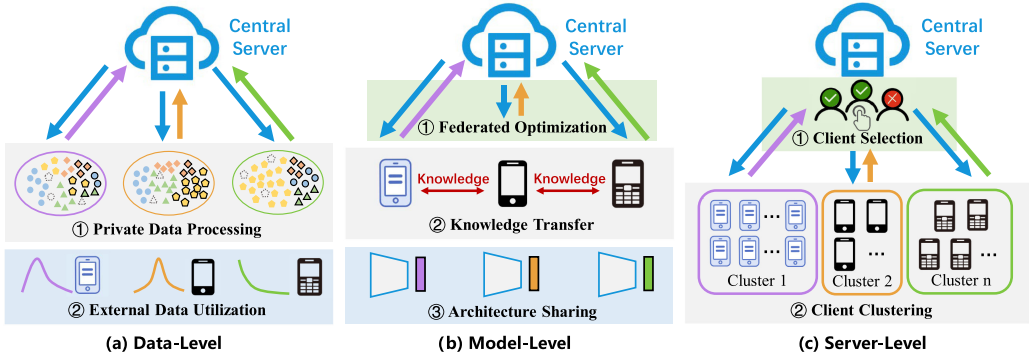 Central
Server
① Private Data Processing
② External Data Utilization
(a) Data-Level
Central
Server
① Federated Optimization
Knowledge
Knowledge
② Knowledge Transfer
③ Architecture Sharing
(b) Model-Level
Central
Server
① Client Selection
Cluster 1
Cluster 2
Cluster n
② Client Clustering
(c) Server-Level